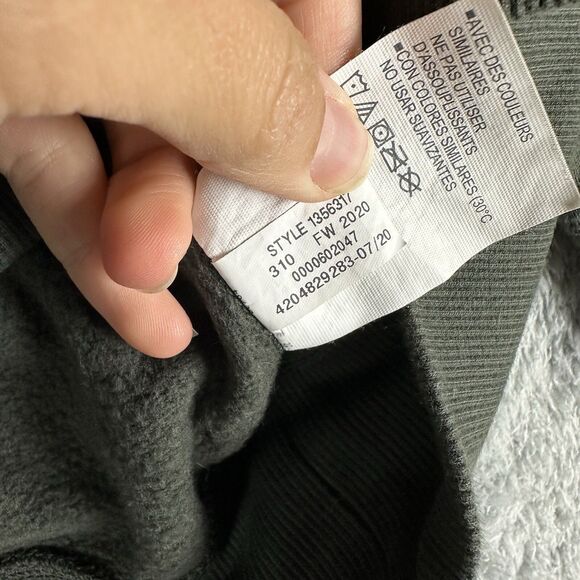 ■AVEC DES COULEURS
SIMILAIRES
NE PAS UTILISER
D'ASSOUPLISSANTS
■CON COLORES SIMILARES /30°C
NO USAR SUAVIZANTES
STYLE 1356317
310 FW 2020
0000602047
4204829283-07/20